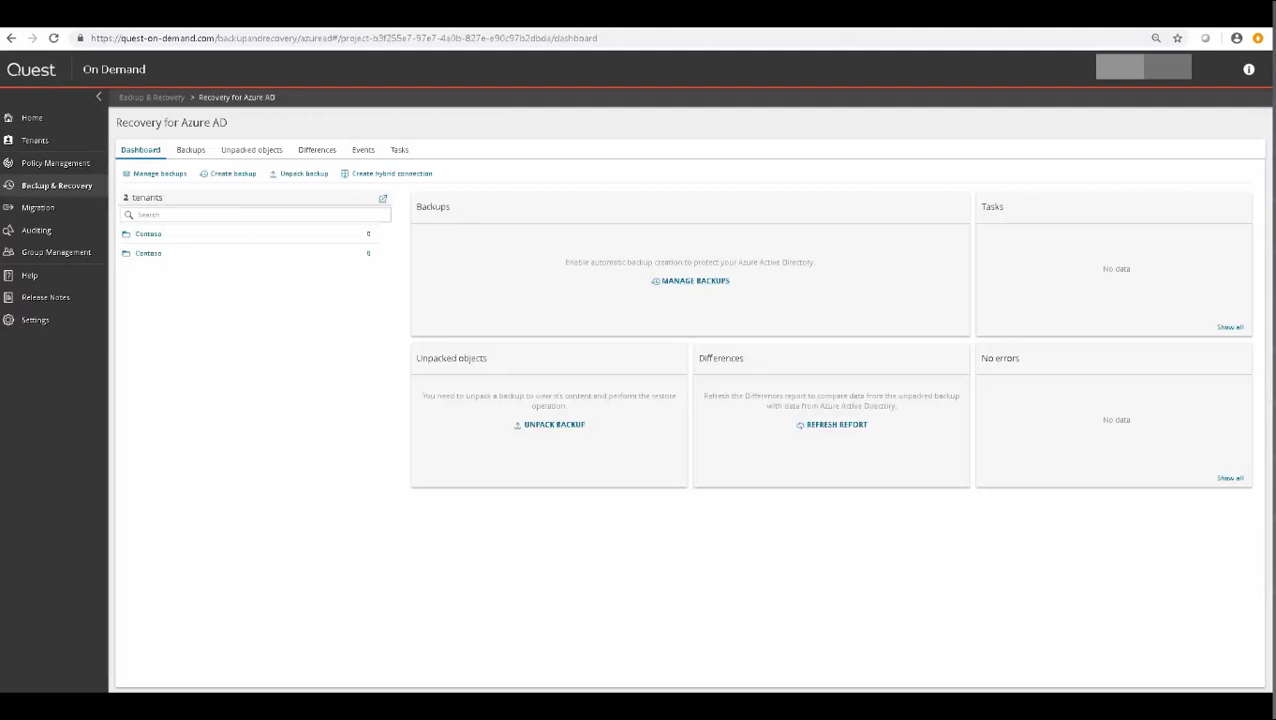 https://quest-on-demand.com/backupandrecovery/azuread#/project-b3f255e7-97e7-4a0b-827e-e90c97b2dbda/dashboard
Quest On Demand
Backup & Recovery > Recovery for Azure AD
Home
Tenants
Policy Management
Backup & Recovery
Migration
Auditing
Group Management
Help
Release Notes
Settings
Recovery for Azure AD
Dashboard Backups Unpacked objects Differences Events Tasks
Manage backups Create backup Unpack backup Create hybrid connection
2 tenants
Search
Contoso 0
Contoso 0
Backups
Enable automatic backup creation to protect your Azure Active Directory.
MANAGE BACKUPS
Tasks
No data
Show all
Unpacked objects
You need to unpack a backup to view it's content and perform the restore
operation.
UNPACK BACKUP
Differences
Refresh the Differences report to compare data from the unpacked backup
with data from Azure Active Directory.
REFRESH REPORT
No errors
No data
Show all